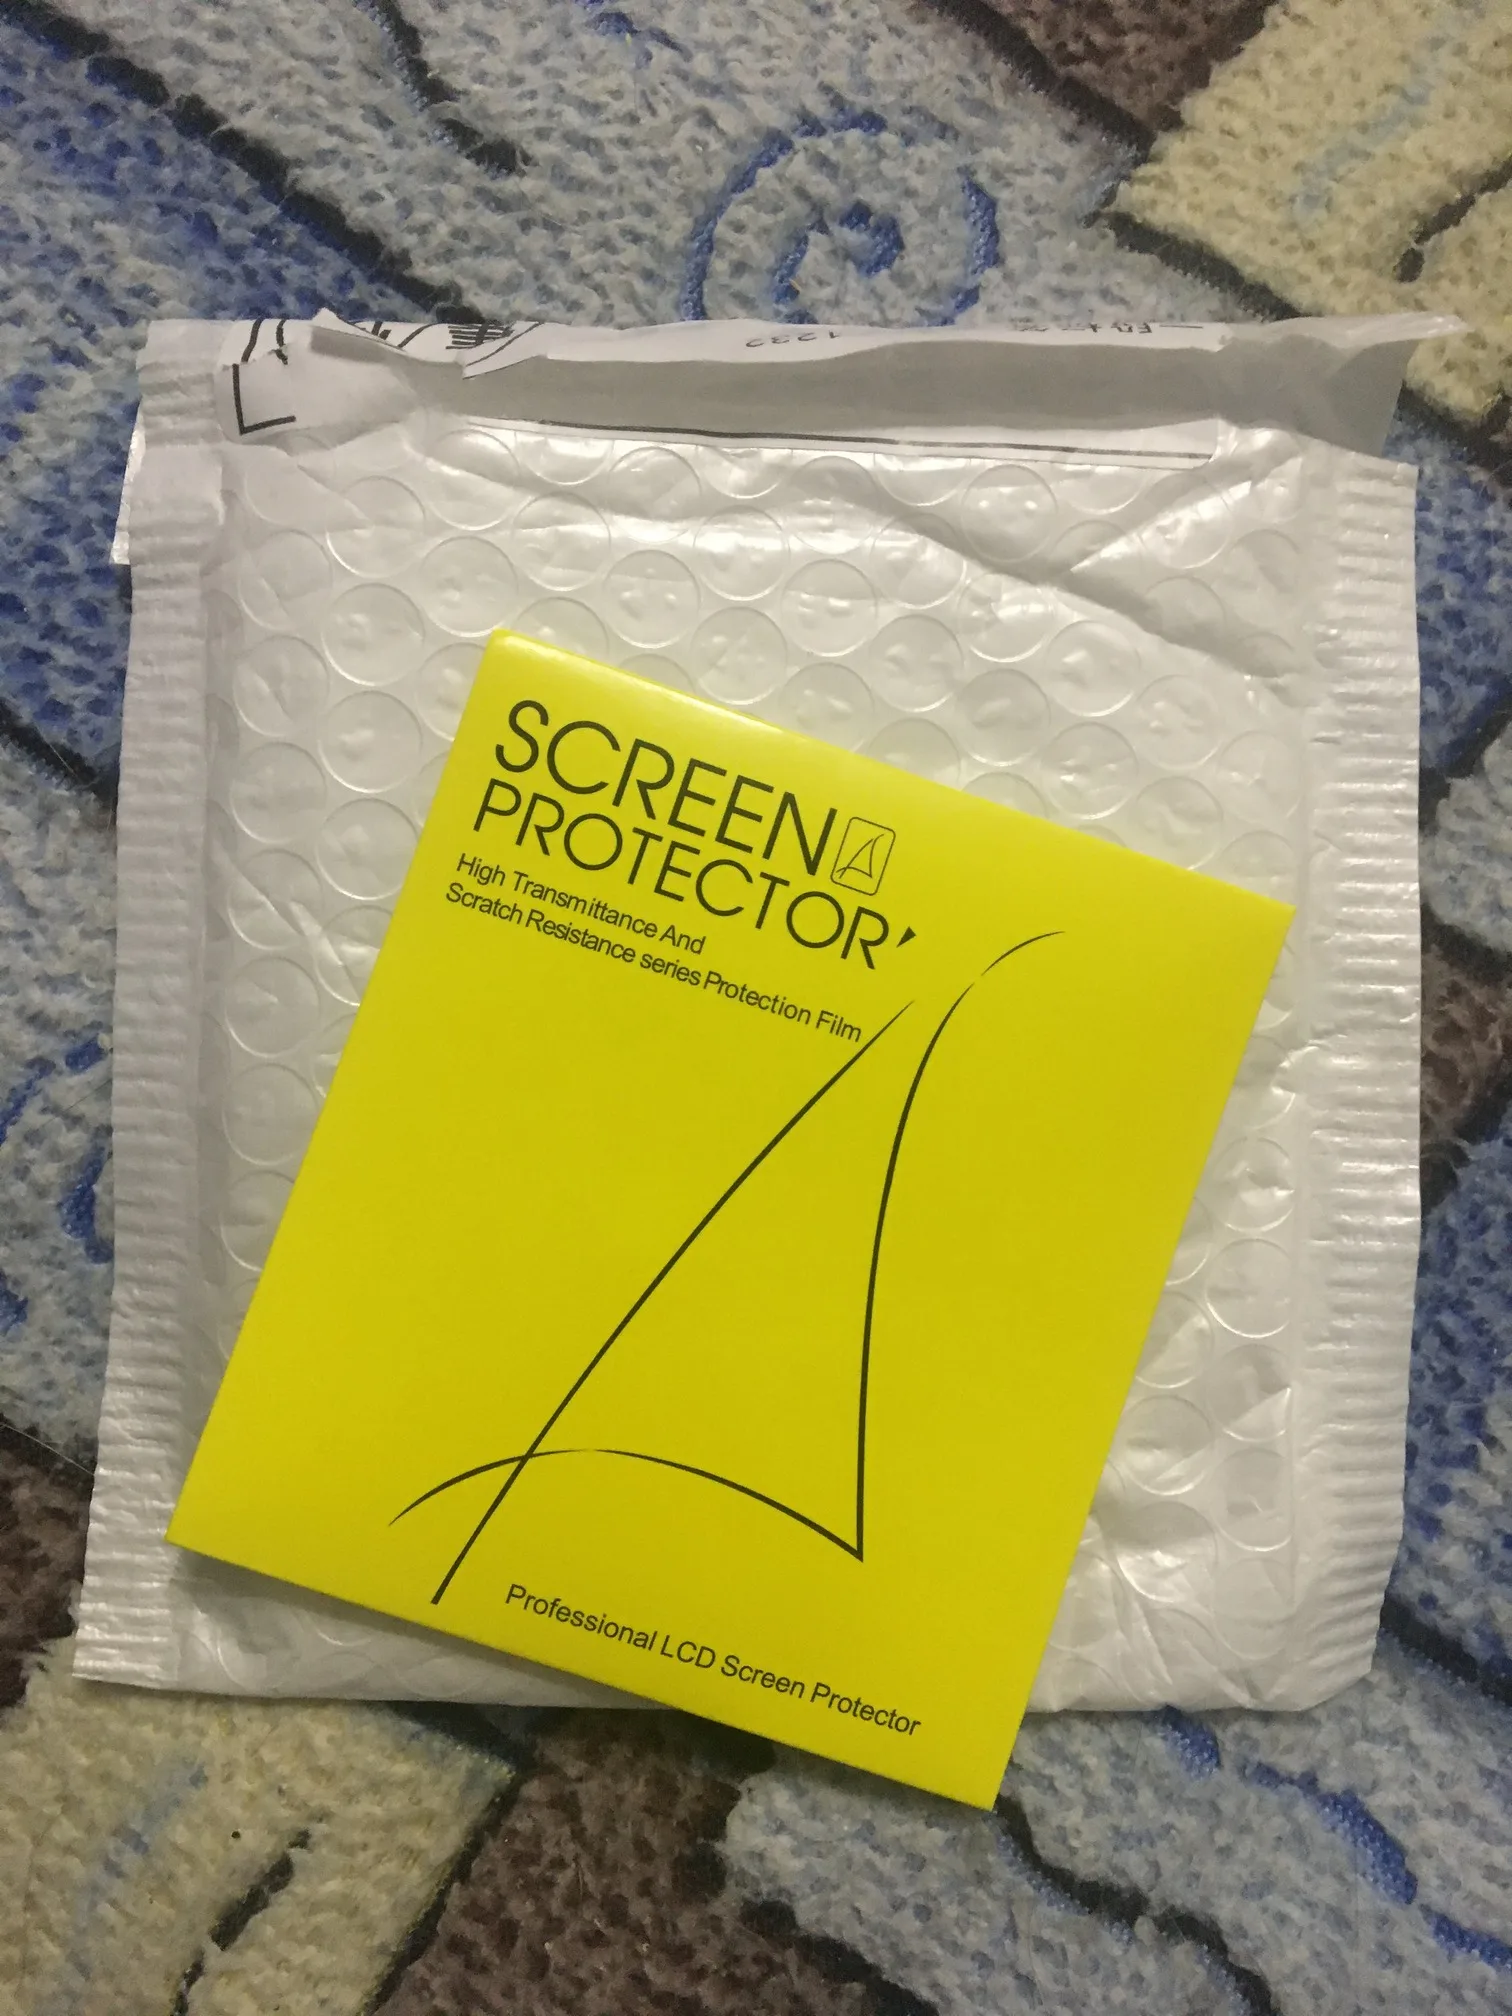 SCREEN
PROTECTOR'
High Transmittance And
Scratch Resistance series Protection Film
Professional LCD Screen Protector